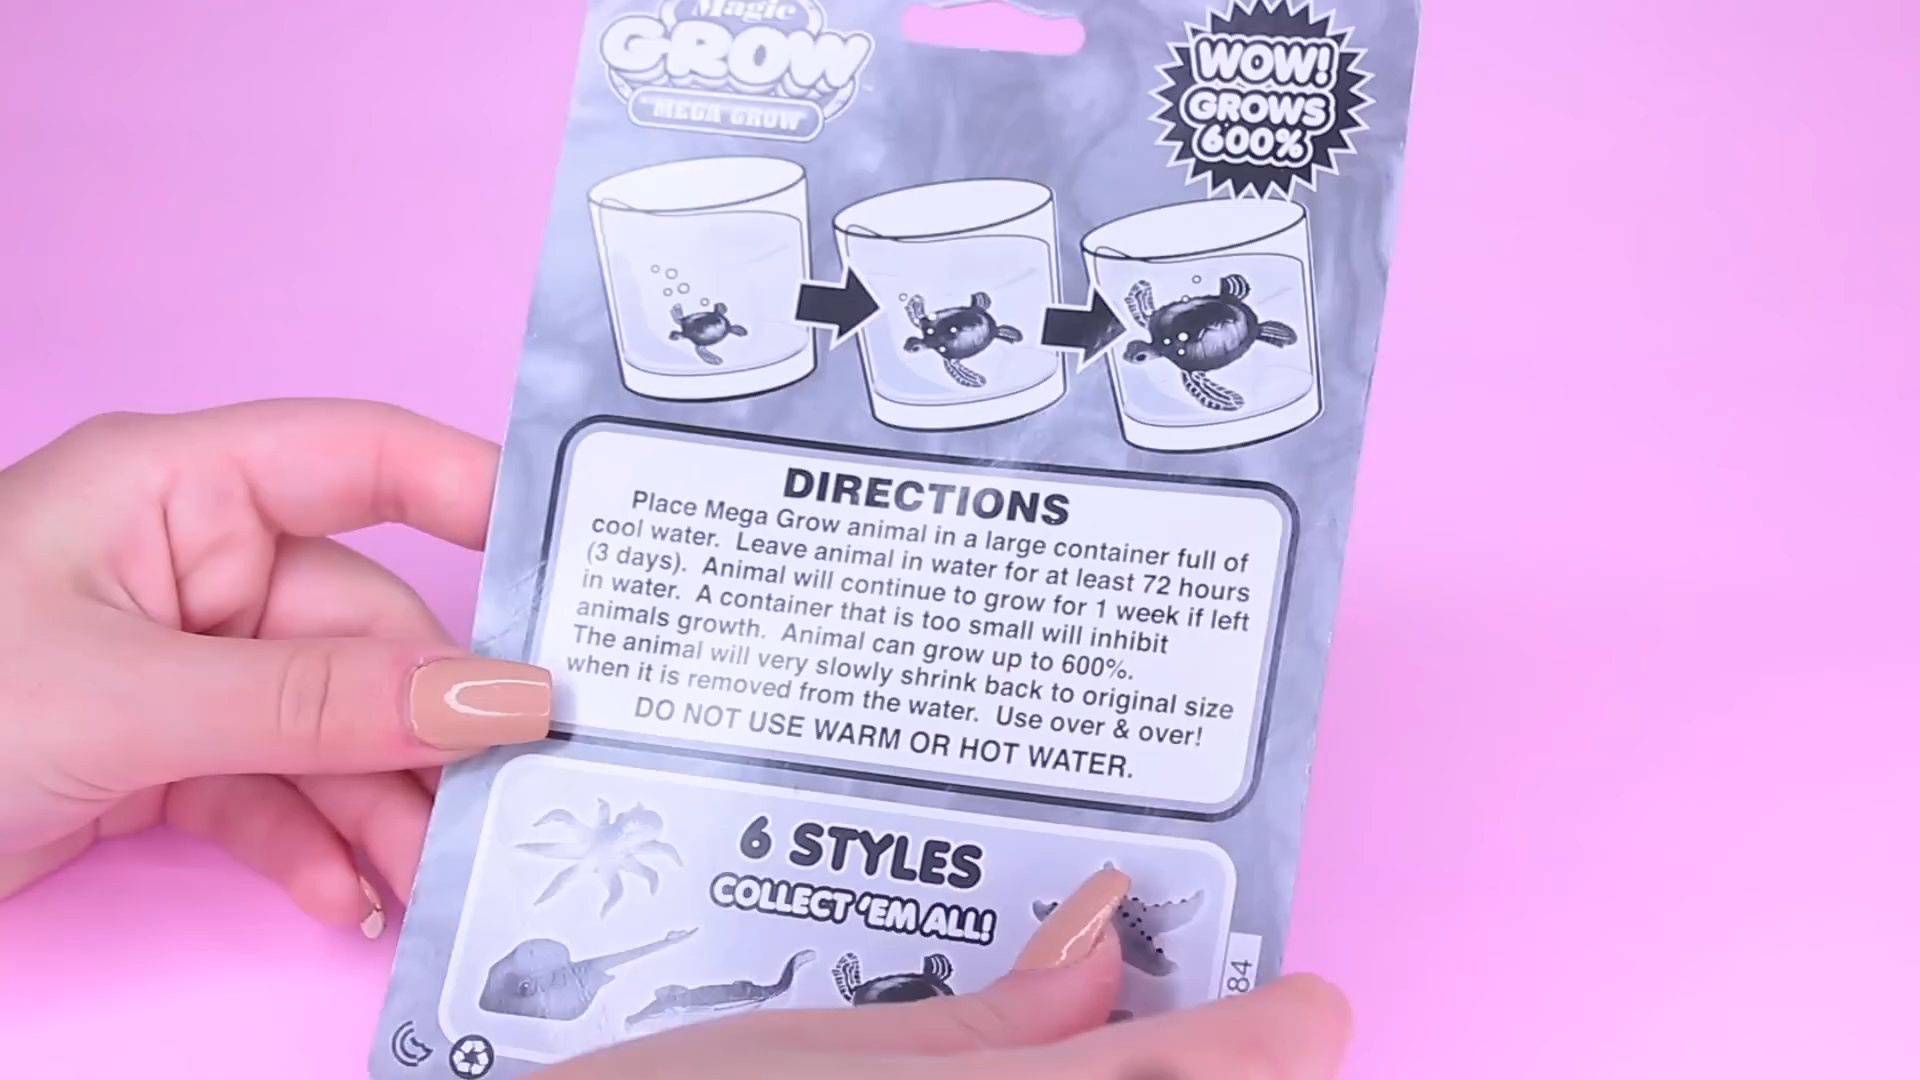 Magic
GROW
MEGA GROW
WOW!
GROWS
600%
DIRECTIONS
Place Mega Grow animal in a large container full of
cool water. Leave animal in water for at least 72 hours
(3 days). Animal will continue to grow for 1 week if left
in water. A container that is too small will inhibit
animals growth. Animal can grow up to 600%.
The animal will very slowly shrink back to original size
when it is removed from the water. Use over & over!
DO NOT USE WARM OR HOT WATER.
6 STYLES
COLLECT 'EM ALL!
84